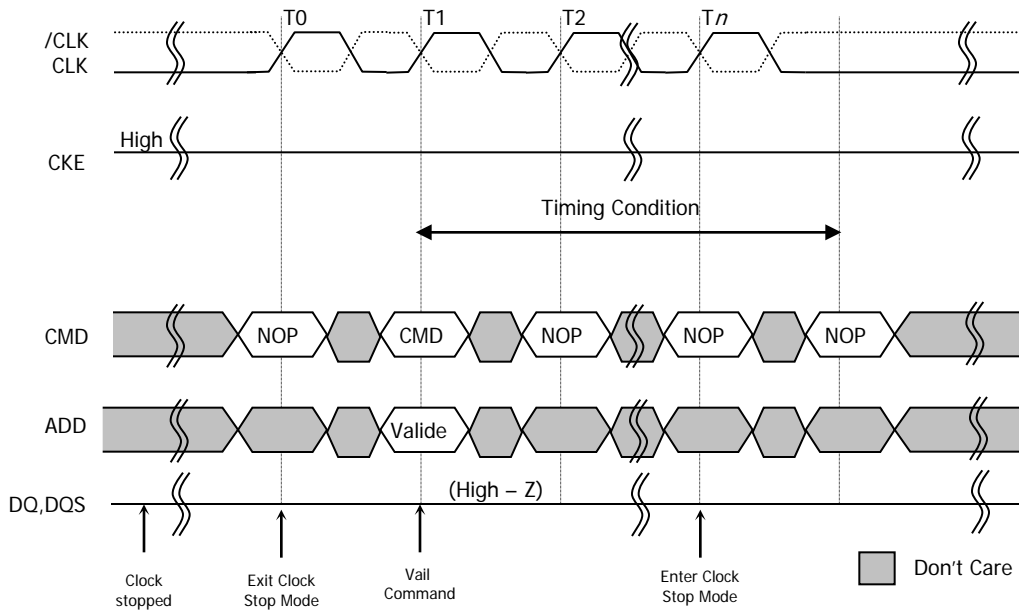 T0 T1 T2 Tn
/CLK
CLK
High
CKE
Timing Condition
CMD NOP CMD NOP NOP NOP
ADD Valide
(High – Z)
DQ,DQS
Clock
stopped
Exit Clock
Stop Mode
Vail
Command
Enter Clock
Stop Mode
Don't Care